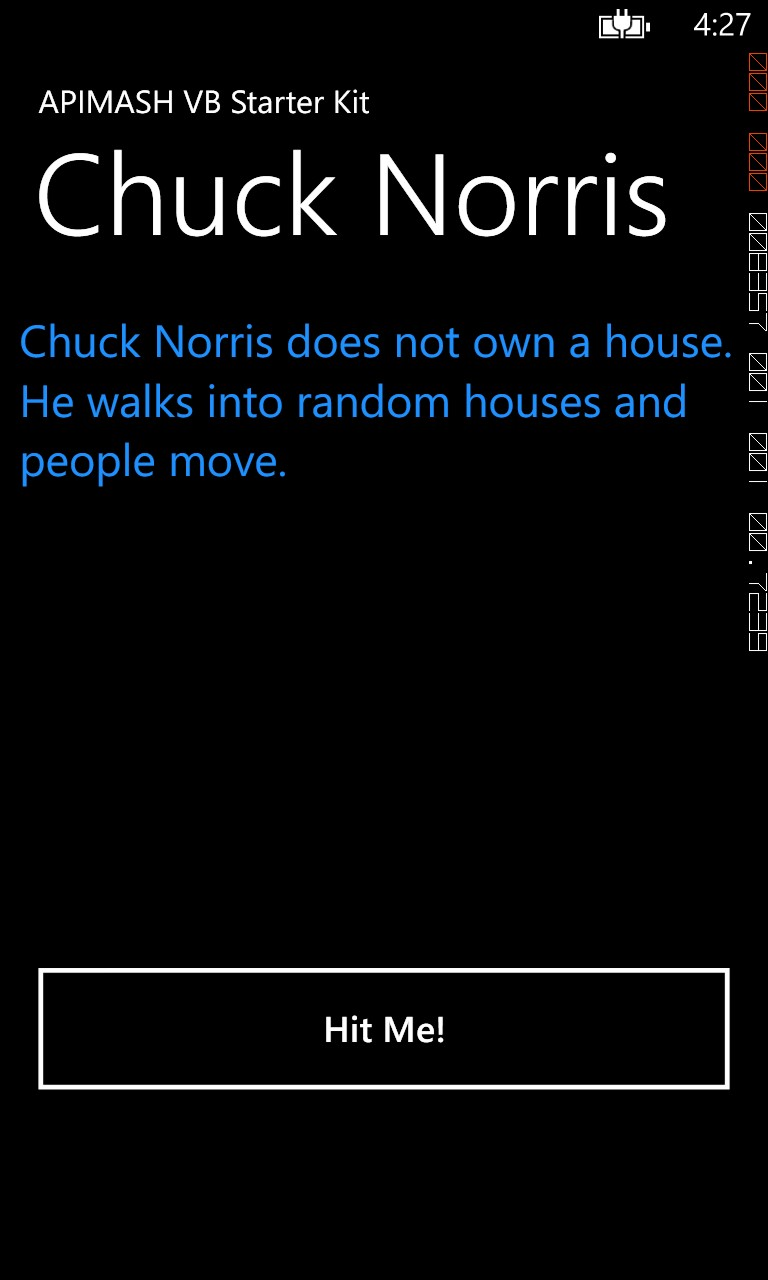 4:27
APIMASH VB Starter Kit
Chuck Norris
Chuck Norris does not own a house.
He walks into random houses and
people move.
Hit Me!
000 000 008357 001 001 00.7239